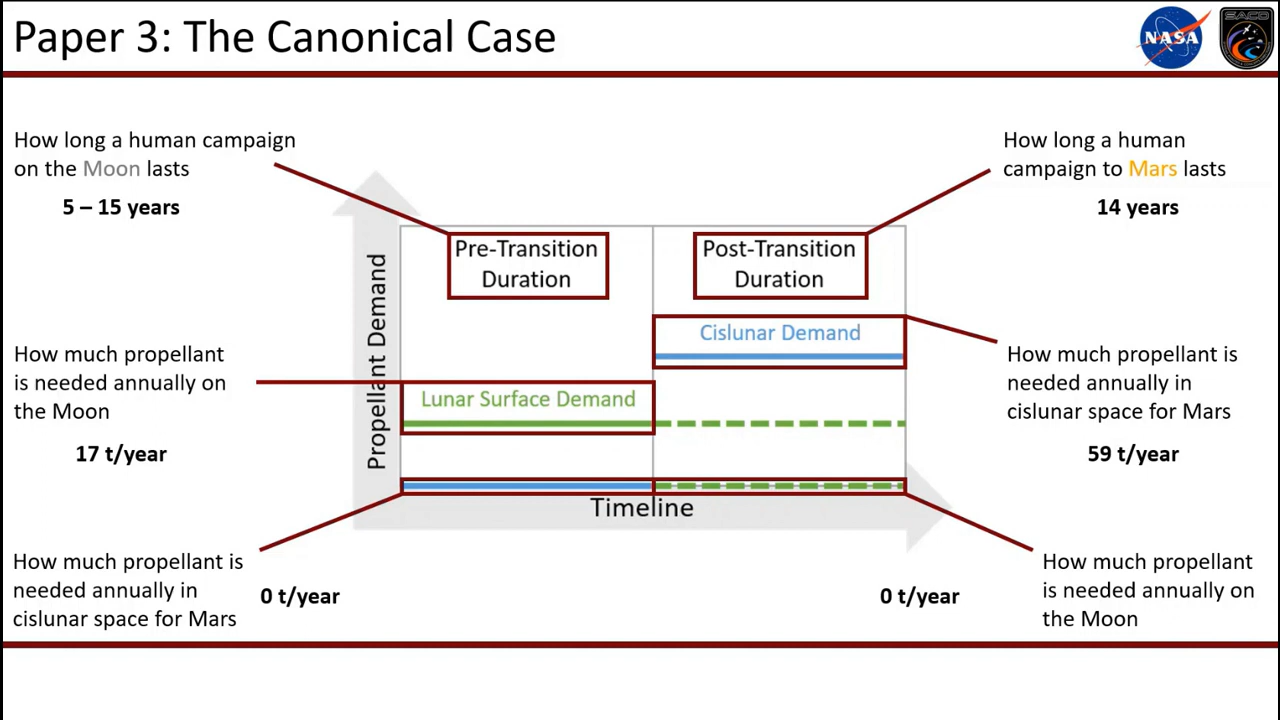 Paper 3: The Canonical Case
NASA
SACO
How long a human campaign
on the Moon lasts
5 – 15 years
How long a human
campaign to Mars lasts
14 years
Pre-Transition
Duration
Post-Transition
Duration
Propellant Demand
Cislunar Demand
Lunar Surface Demand
How much propellant
is needed annually on
the Moon
17 t/year
How much propellant is
needed annually in
cislunar space for Mars
59 t/year
Timeline
How much propellant is
needed annually in
cislunar space for Mars
0 t/year
0 t/year
How much propellant
is needed annually on
the Moon